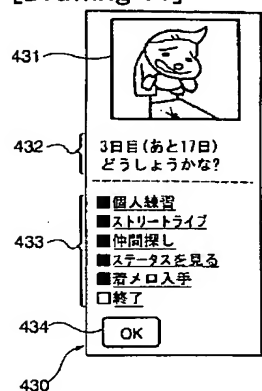 431
432
3日目(あと17日)
どうしようかな?
433
■個人練習
■ストリートライブ
■仲間探し
■ステータスを見る
■着メロ入手
□終了
434
OK
430